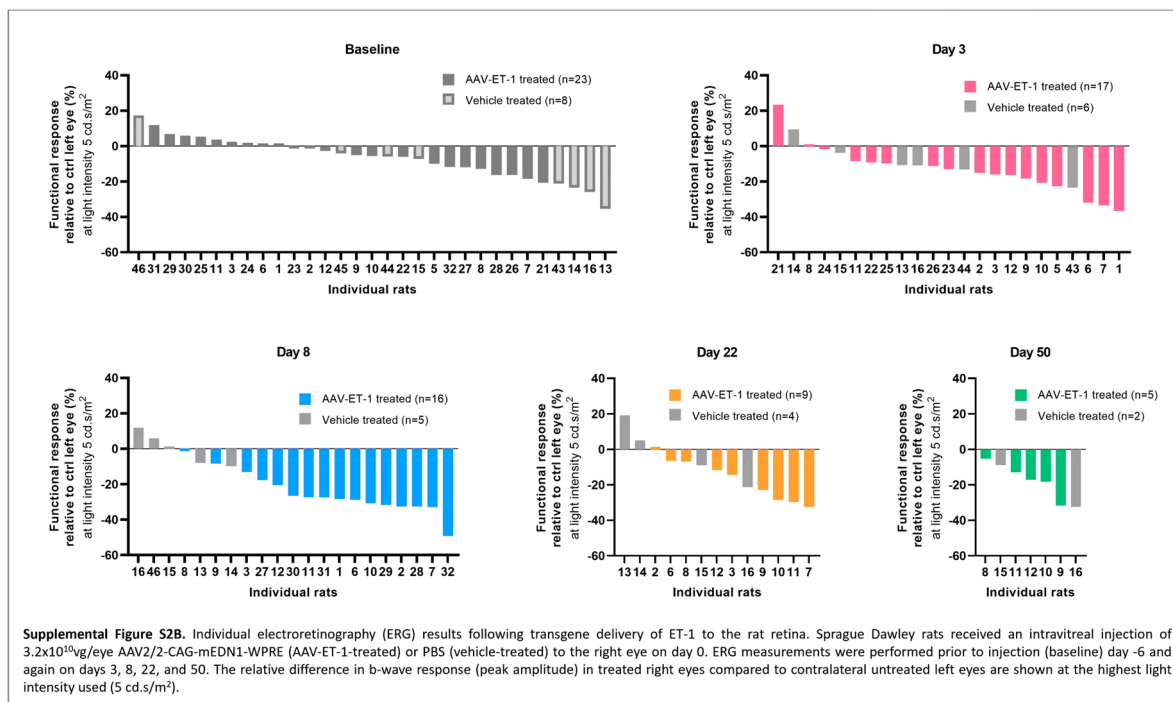 Baseline
Functional response
relative to ctrl left eye (%)
at light intensity 5 cd.s/m²
40
20
0
-20
-40
-60
AAV-ET-1 treated (n=23)
Vehicle treated (n=8)
46 31 29 30 25 11 3 24 6 1 23 2 12 45 9 10 44 22 15 5 32 27 8 28 26 7 21 43 14 16 13
Individual rats
Day 3
Functional response
relative to ctrl left eye (%)
at light intensity 5 cd.s/m²
40
20
0
-20
-40
-60
AAV-ET-1 treated (n=17)
Vehicle treated (n=6)
21 14 8 24 15 11 22 25 13 16 26 23 44 2 3 12 9 10 5 43 6 7 1
Individual rats
Day 8
Functional response
relative to ctrl left eye (%)
at light intensity 5 cd.s/m²
40
20
0
-20
-40
-60
AAV-ET-1 treated (n=16)
Vehicle treated (n=5)
16 46 15 8 13 9 14 3 27 12 30 11 31 1 6 10 29 2 28 7 32
Individual rats
Day 22
Functional response
relative to ctrl left eye (%)
at light intensity 5 cd.s/m²
40
20
0
-20
-40
-60
AAV-ET-1 treated (n=9)
Vehicle treated (n=4)
13 14 2 6 8 15 12 3 16 9 10 11 7
Individual rats
Day 50
Functional response
relative to ctrl left eye (%)
at light intensity 5 cd.s/m²
40
20
0
-20
-40
-60
AAV-ET-1 treated (n=5)
Vehicle treated (n=2)
8 15 11 12 10 9 16
Individual rats
Supplemental Figure S2B. Individual electroretinography (ERG) results following transgene delivery of ET-1 to the rat retina. Sprague Dawley rats received an intravitreal injection of
3.2x10¹⁰vg/eye AAV2/2-CAG-mEDN1-WPRE (AAV-ET-1-treated) or PBS (vehicle-treated) to the right eye on day 0. ERG measurements were performed prior to injection (baseline) day -6 and
again on days 3, 8, 22, and 50. The relative difference in b-wave response (peak amplitude) in treated right eyes compared to contralateral untreated left eyes are shown at the highest light
intensity used (5 cd.s/m²).